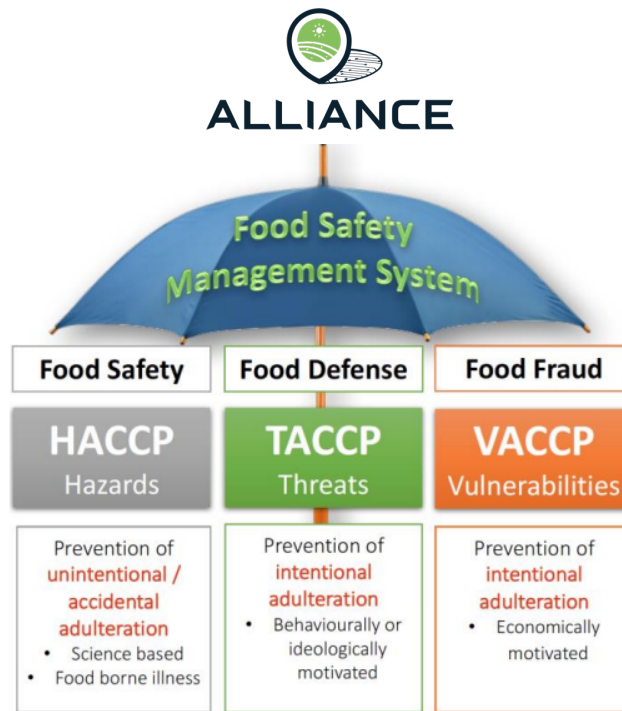 ALLIANCE
Food Safety
Management System
Food Safety
HACCP
Hazards
Prevention of
unintentional /
accidental
adulteration
• Science based
• Food borne illness
Food Defense
TACCP
Threats
Prevention of
intentional
adulteration
• Behaviourally or
ideologically
motivated
Food Fraud
VACCP
Vulnerabilities
Prevention of
intentional
adulteration
• Economically
motivated